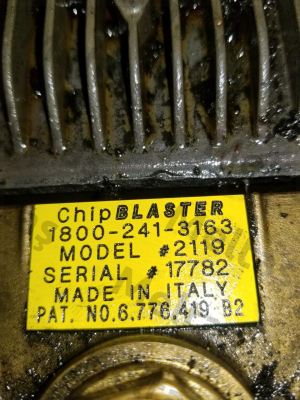 ChipBLASTER
1800-241-3163
MODEL #2119
SERIAL #17782
MADE IN ITALY
PAT. NO.6,776,419 B2